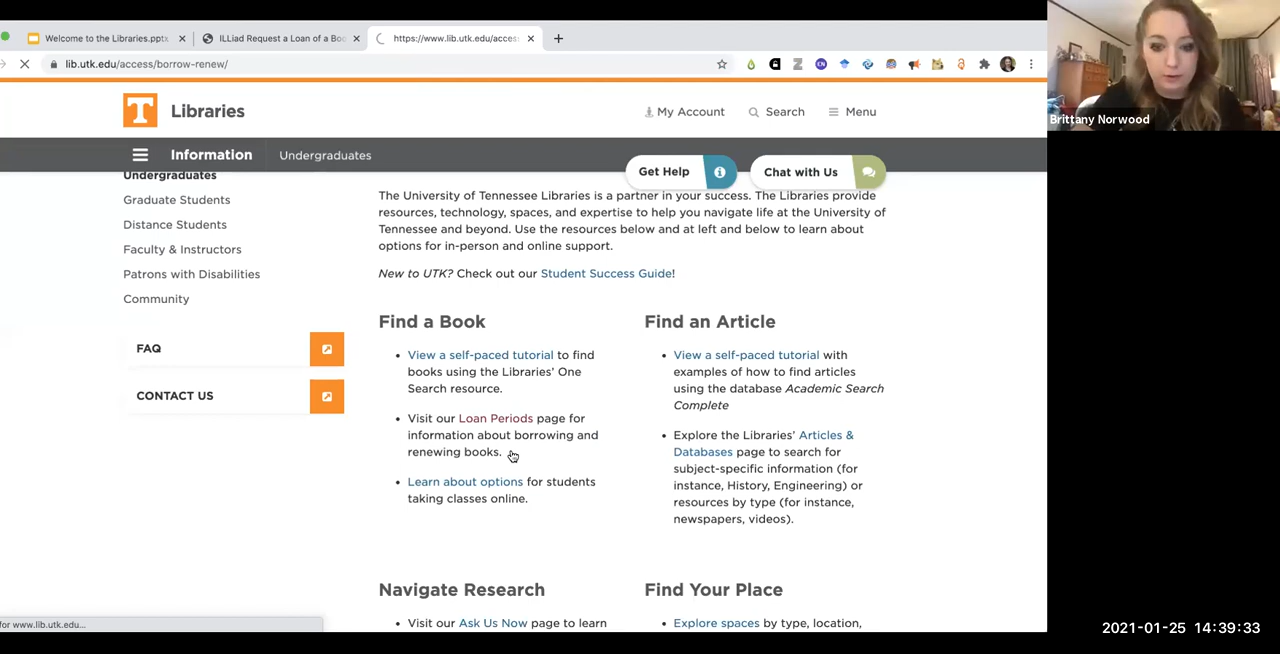 Welcome to the Libraries.pptx
ILLiad Request a Loan of a Boo
https://www.lib.utk.edu/acces
lib.utk.edu/access/borrow-renew/
T Libraries
My Account
Search
Menu
Information
Undergraduates
Get Help
Chat with Us
Undergraduates
Graduate Students
Distance Students
Faculty & Instructors
Patrons with Disabilities
Community
FAQ
CONTACT US
The University of Tennessee Libraries is a partner in your success. The Libraries provide
resources, technology, spaces, and expertise to help you navigate life at the University of
Tennessee and beyond. Use the resources below and at left and below to learn about
options for in-person and online support.
New to UTK? Check out our Student Success Guide!
Find a Book
• View a self-paced tutorial to find
books using the Libraries' One
Search resource.
• Visit our Loan Periods page for
information about borrowing and
renewing books.
• Learn about options for students
taking classes online.
Find an Article
• View a self-paced tutorial with
examples of how to find articles
using the database Academic Search
Complete
• Explore the Libraries' Articles &
Databases page to search for
subject-specific information (for
instance, History, Engineering) or
resources by type (for instance,
newspapers, videos).
Navigate Research
• Visit our Ask Us Now page to learn
Find Your Place
• Explore spaces by type, location,
for www.lib.utk.edu...
Brittany Norwood
2021-01-25 14:39:33